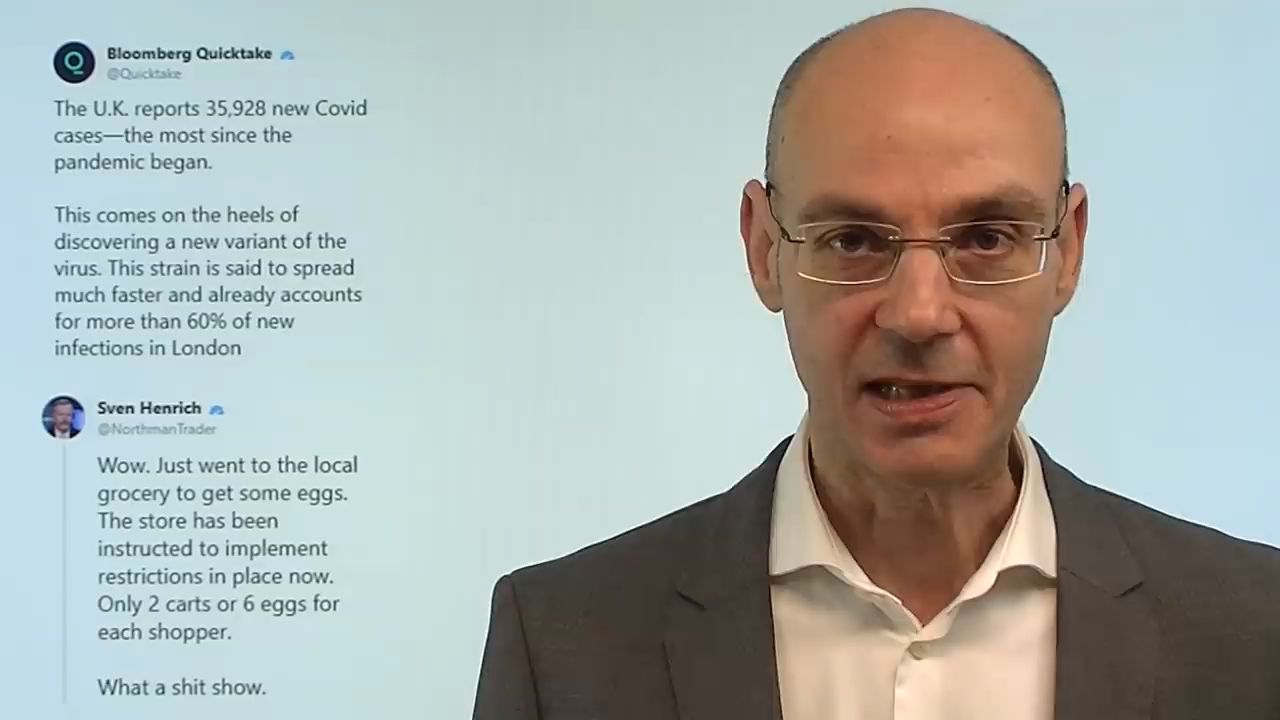 Bloomberg Quicktake
@Quicktake
The U.K. reports 35,928 new Covid
cases—the most since the
pandemic began.
This comes on the heels of
discovering a new variant of the
virus. This strain is said to spread
much faster and already accounts
for more than 60% of new
infections in London
Sven Henrich
@NorthmanTrader
Wow. Just went to the local
grocery to get some eggs.
The store has been
instructed to implement
restrictions in place now.
Only 2 carts or 6 eggs for
each shopper.
What a shit show.